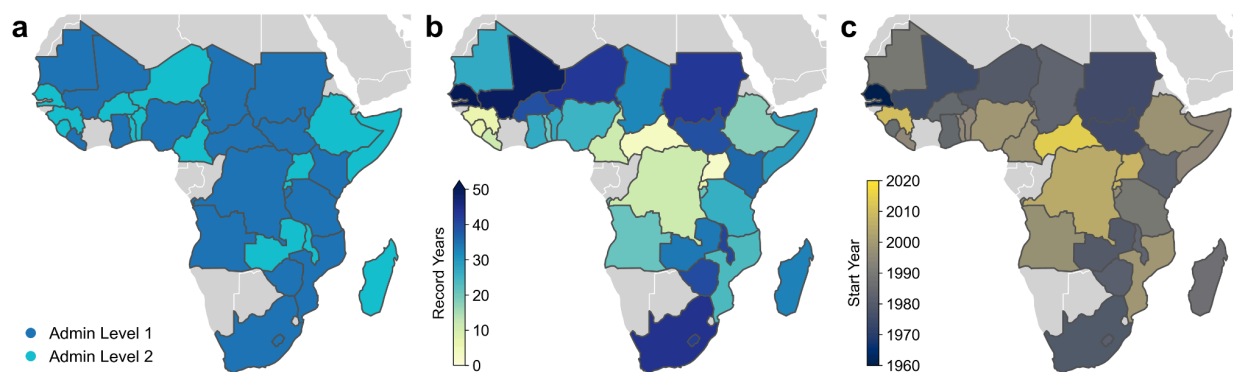 a
Admin Level 1
Admin Level 2
b
Record Years
50
40
30
20
10
0
c
Start Year
2020
2010
2000
1990
1980
1970
1960